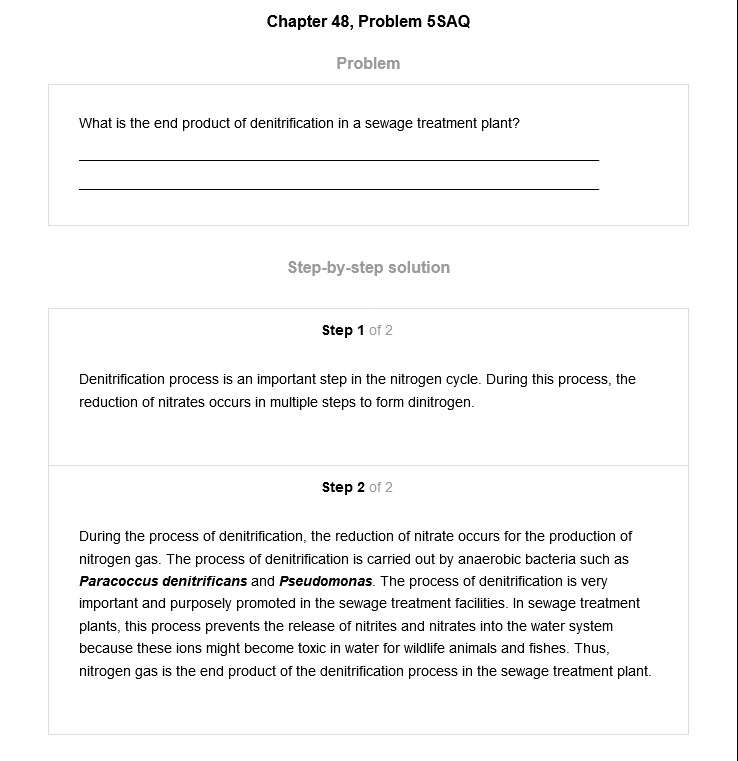 Chapter 48, Problem 5SAQ
Problem
What is the end product of denitrification in a sewage treatment plant?
Step-by-step solution
Step 1 of 2
Denitrification process is an important step in the nitrogen cycle. During this process, the
reduction of nitrates occurs in multiple steps to form dinitrogen.
Step 2 of 2
During the process of denitrification, the reduction of nitrate occurs for the production of
nitrogen gas. The process of denitrification is carried out by anaerobic bacteria such as
Paracoccus denitrificans and Pseudomonas. The process of denitrification is very
important and purposely promoted in the sewage treatment facilities. In sewage treatment
plants, this process prevents the release of nitrites and nitrates into the water system
because these ions might become toxic in water for wildlife animals and fishes. Thus,
nitrogen gas is the end product of the denitrification process in the sewage treatment plant.